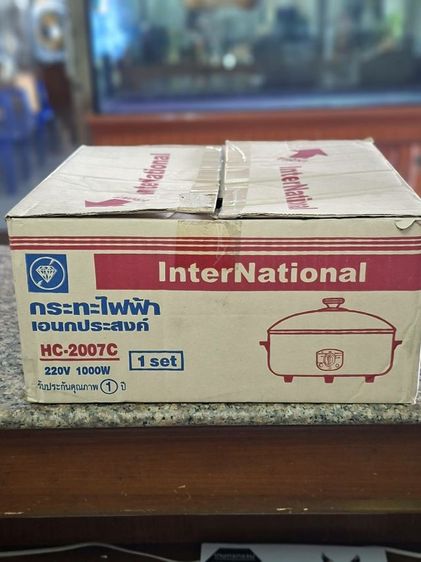 InterNational
InterNational
InterNational
กระทะไฟฟ้า
เอนกประสงค์
HC-2007C
1 set
220V 1000W
รับประกันคุณภาพ 1 ปี